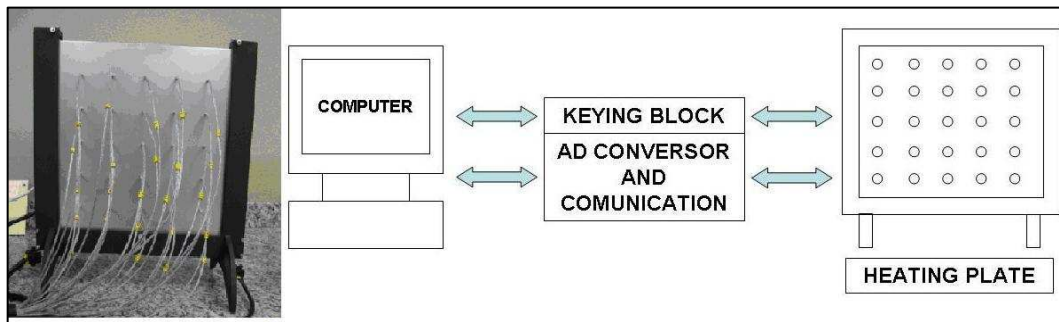 COMPUTER
KEYING BLOCK
AD CONVERSOR
AND
COMUNICATION
HEATING PLATE